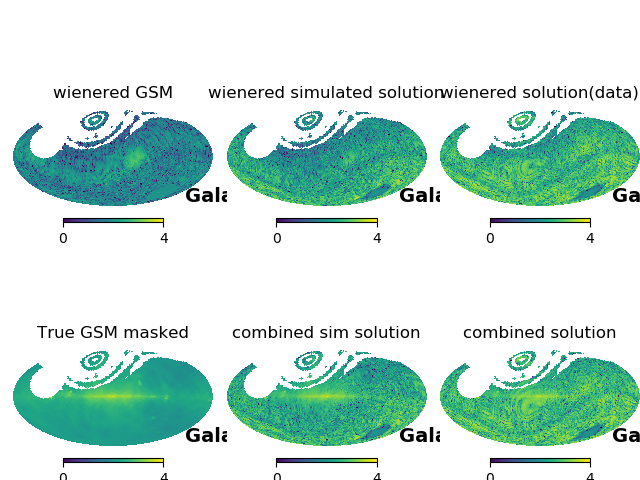 wienered GSM wienered simulated solution wienered solution(data)
Gala Gala Ga
0 4 0 4 0 4
True GSM masked combined sim solution combined solution
Gala Gala Ga
0 4 0 4 0 4